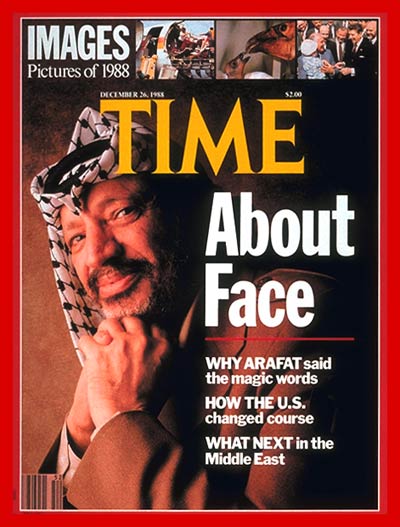 IMAGES
Pictures of 1988
DECEMBER 26, 1988 $2.00
TIME
About
Face
WHY ARAFAT said
the magic words
HOW THE U.S.
changed course
WHAT NEXT in the
Middle East